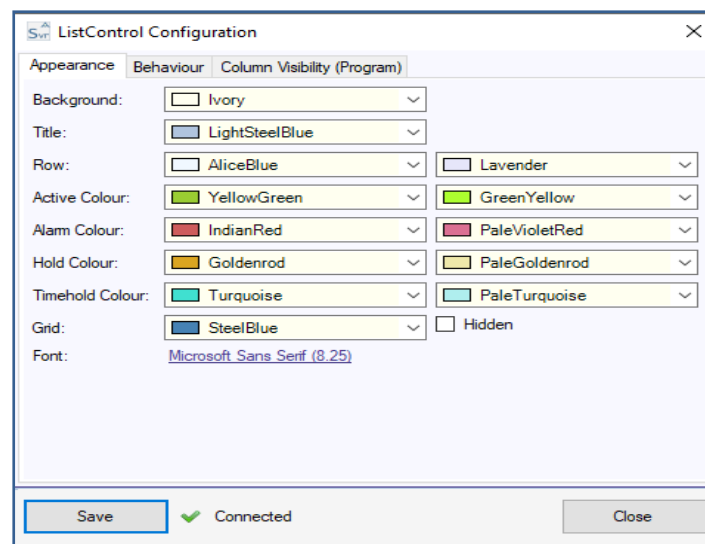 SvrA ListControl Configuration
Appearance Behaviour Column Visibility (Program)
Background: Ivory
Title: LightSteelBlue
Row: AliceBlue Lavender
Active Colour: YellowGreen GreenYellow
Alarm Colour: IndianRed PaleVioletRed
Hold Colour: Goldenrod PaleGoldenrod
Timehold Colour: Turquoise PaleTurquoise
Grid: SteelBlue Hidden
Font: Microsoft Sans Serif (8.25)
Save Connected Close